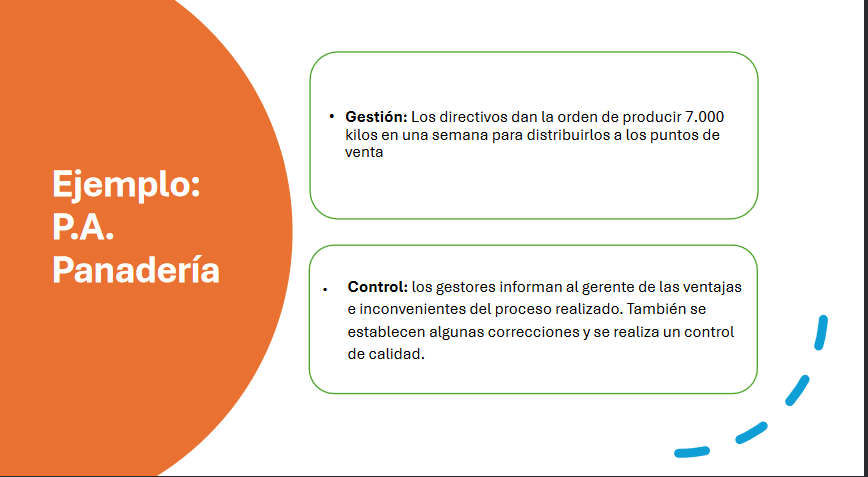 Ejemplo:
P.A.
Panadería
• Gestión: Los directivos dan la orden de producir 7.000
kilos en una semana para distribuirlos a los puntos de
venta
• Control: los gestores informan al gerente de las ventajas
e inconvenientes del proceso realizado. También se
establecen algunas correcciones y se realiza un control
de calidad.